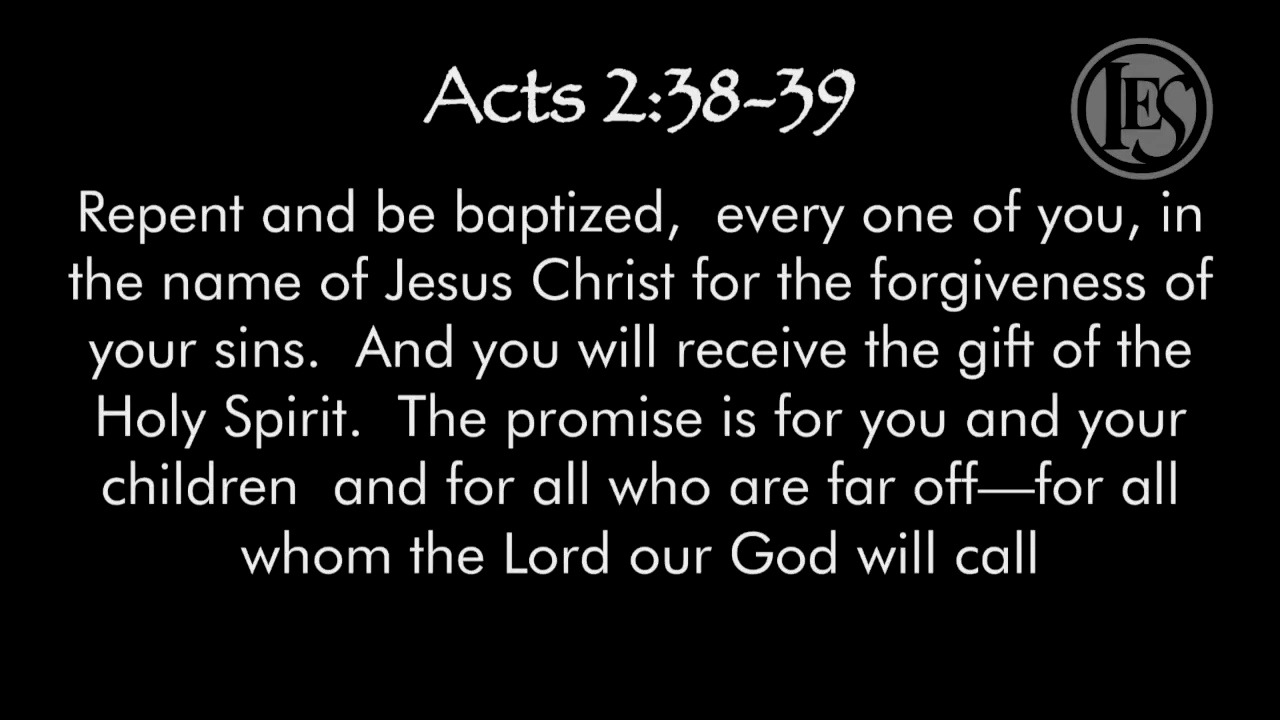 Acts 2:38-39
IES
Repent and be baptized,  every one of you, in
the name of Jesus Christ for the forgiveness of
your sins.  And you will receive the gift of the
Holy Spirit.  The promise is for you and your
children  and for all who are far off—for all
whom the Lord our God will call